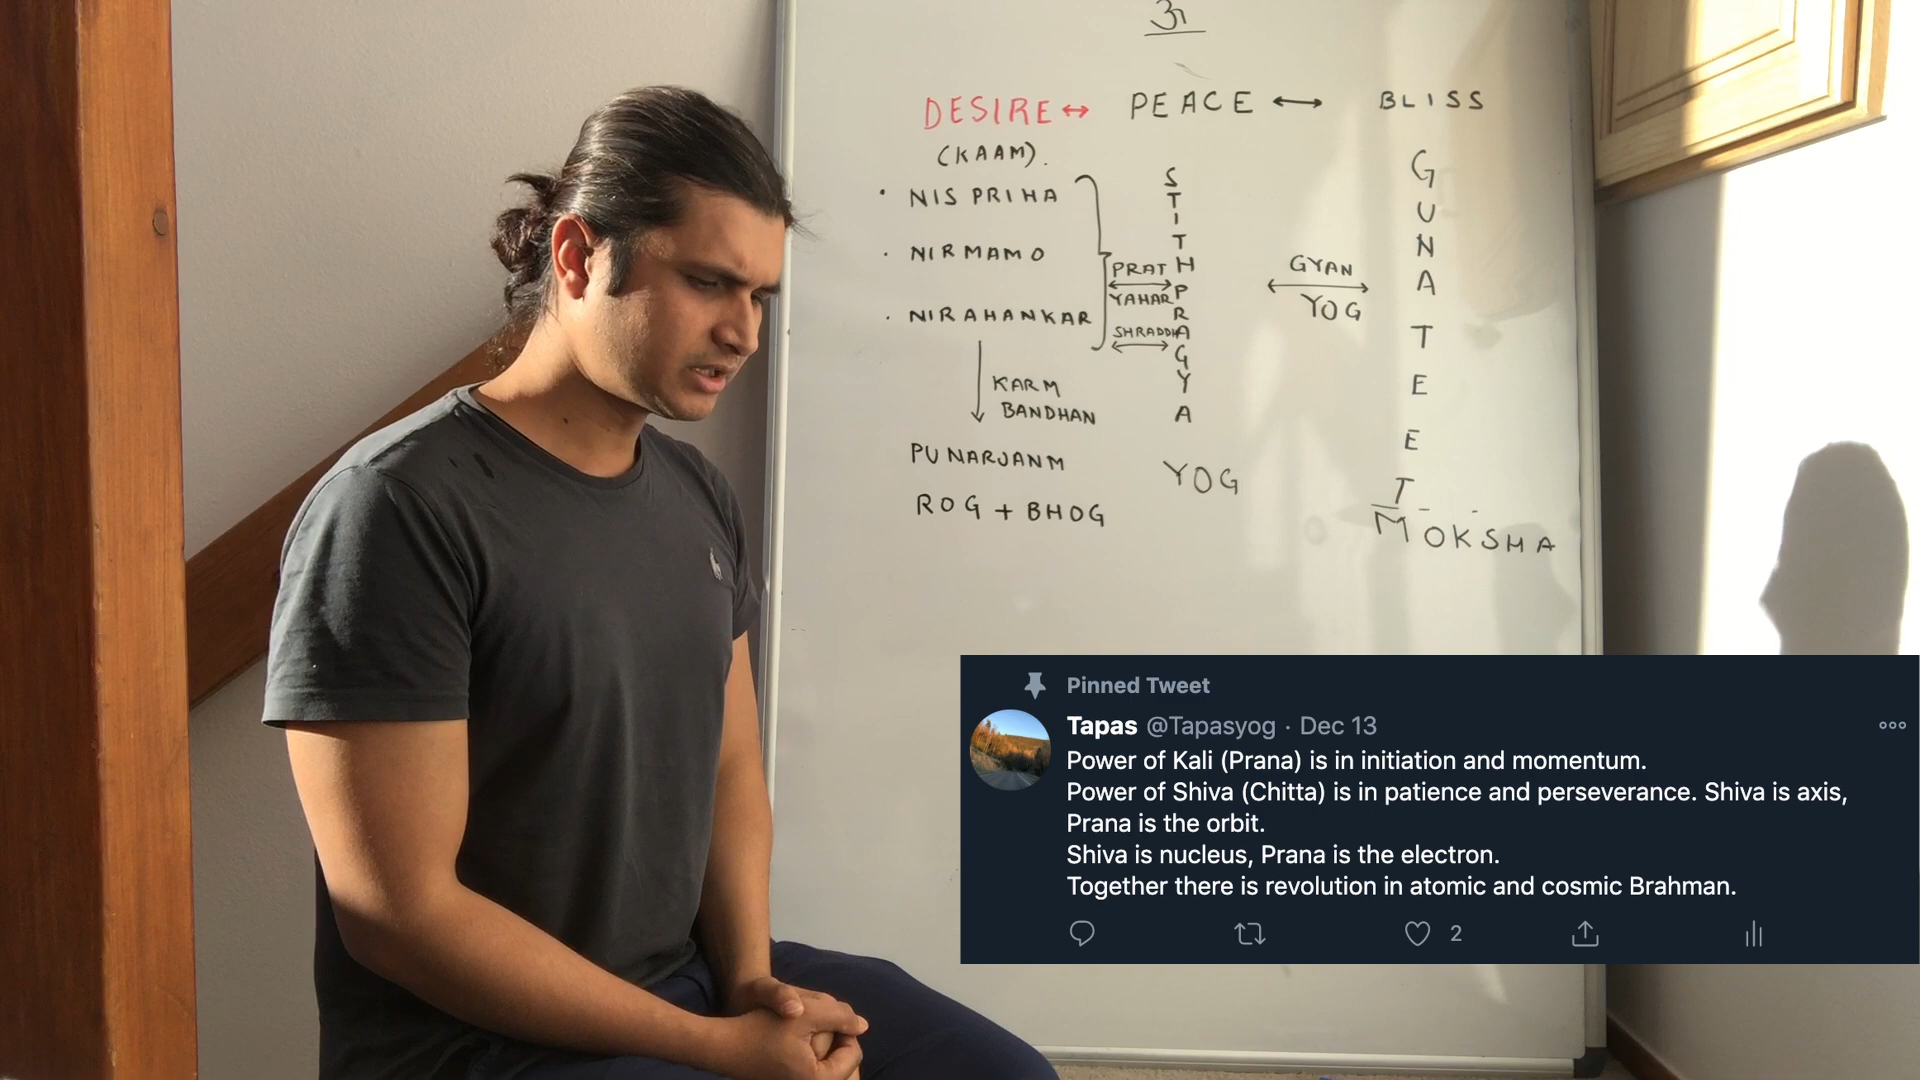 DESIRE ↔ PEACE ↔ BLISS
(KAAM).
• NISPRIHA
• NIRMAMO
• NIRAHANKAR
KARM
BANDHAN
PUNARJANM
ROG + BHOG
PRAT
YAHAR
SHRADDHA
STITHPRAGYA
YOG
GYAN
YOG
GUNATEET
MOKSHA
Pinned Tweet
Tapas @Tapasyog · Dec 13
Power of Kali (Prana) is in initiation and momentum.
Power of Shiva (Chitta) is in patience and perseverance. Shiva is axis,
Prana is the orbit.
Shiva is nucleus, Prana is the electron.
Together there is revolution in atomic and cosmic Brahman.
2